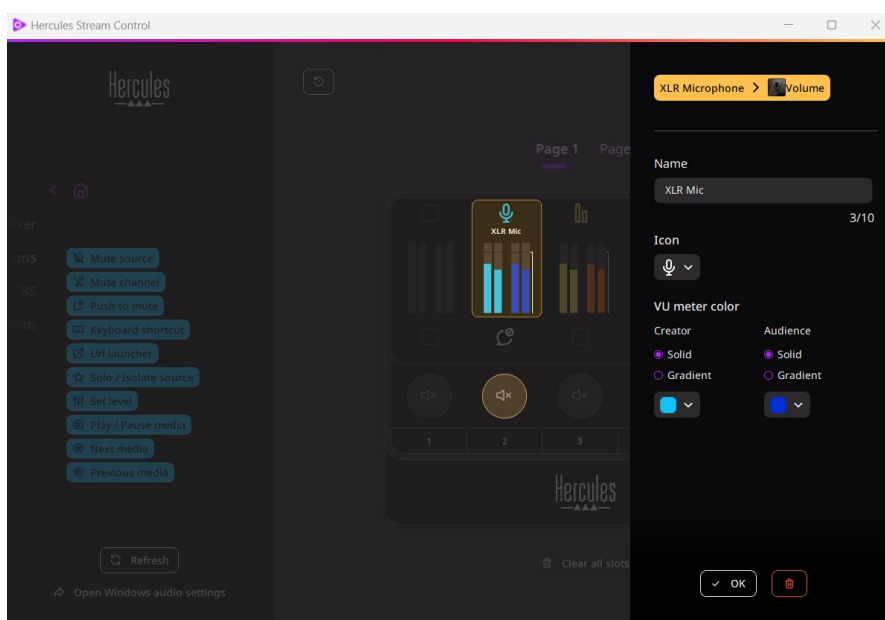 Hercules Stream Control
Hercules
XLR Microphone > Volume
Page 1 Page
Name
XLR Mic
3/10
Icon
xer
ons
OBS
abs
Mute source
Mute channel
Push to mute
Keyboard shortcut
Url launcher
Solo / Isolate source
Set level
Play / Pause media
Next media
Previous media
XLR Mic
VU meter color
Creator Audience
Solid Solid
Gradient Gradient
1 2 3
Hercules
Refresh
Clear all slots
OK
Open Windows audio settings